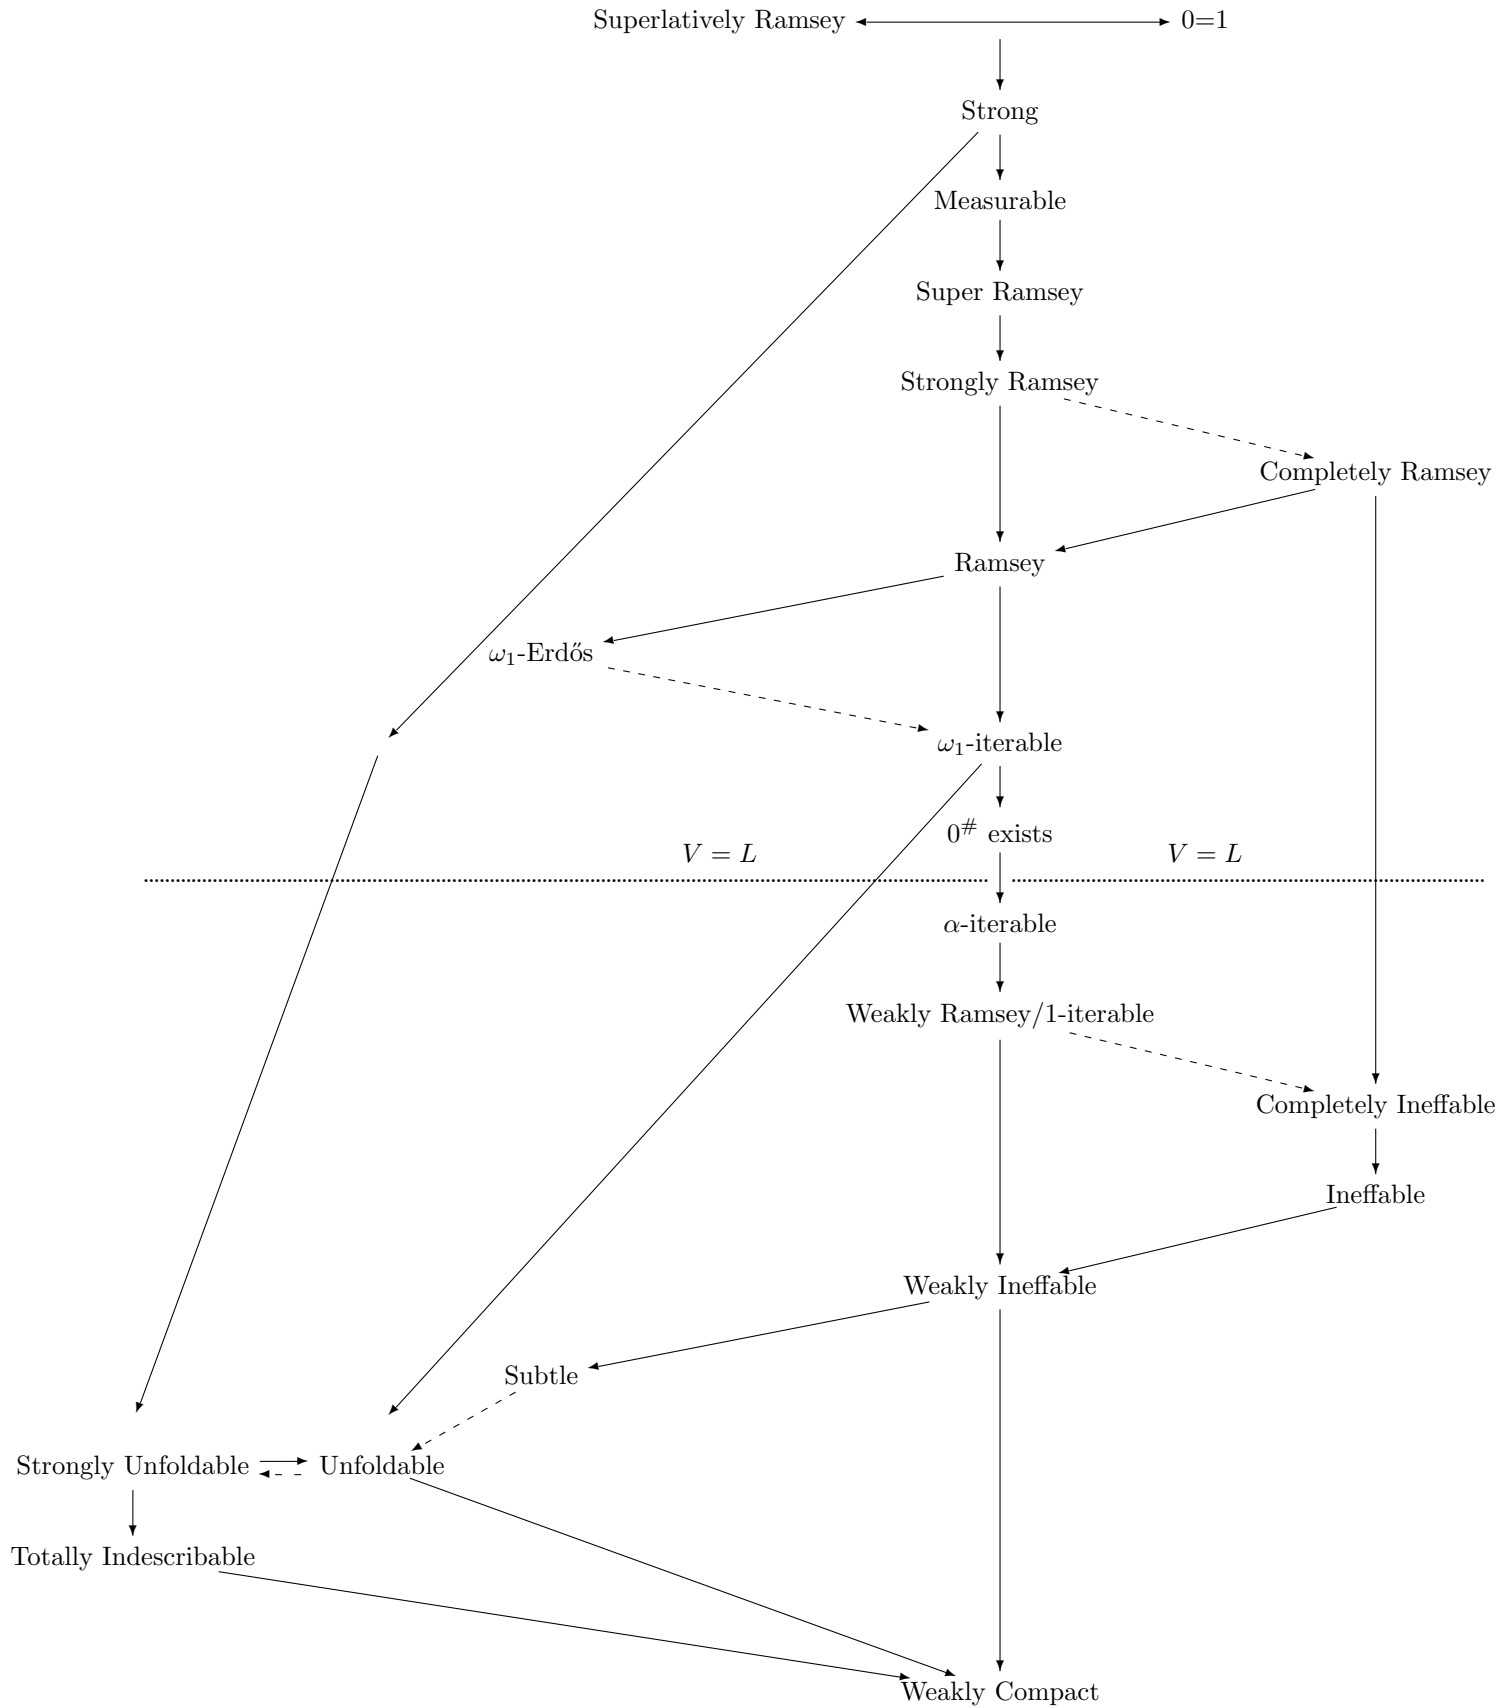 Superlatively Ramsey 0=1
Strong
Measurable
Super Ramsey
Strongly Ramsey
Completely Ramsey
Ramsey
ω₁-Erdős
ω₁-iterable
0^# exists
V = L V = L
α-iterable
Weakly Ramsey/1-iterable
Completely Ineffable
Ineffable
Weakly Ineffable
Subtle
Strongly Unfoldable Unfoldable
Totally Indescribable
Weakly Compact